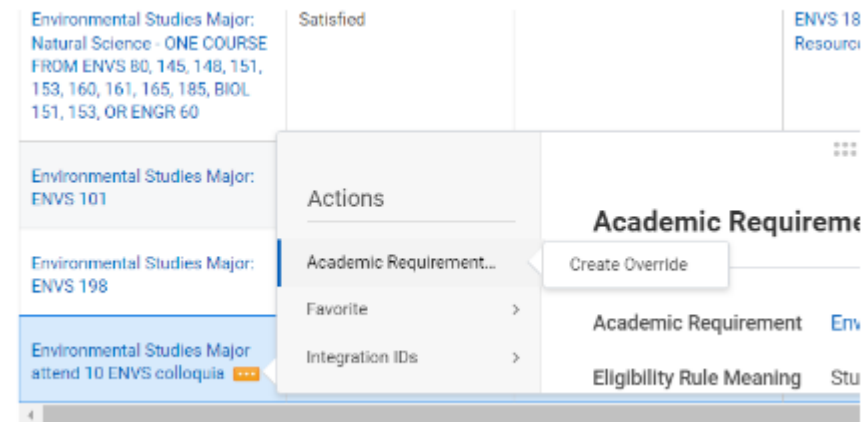 Environmental Studies Major:
Natural Science - ONE COURSE
FROM ENVS 80, 145, 148, 151,
153, 160, 161, 165, 185, BIOL
151, 153, OR ENGR 60
Satisfied
ENVS 18
Resourc
Environmental Studies Major:
ENVS 101
Environmental Studies Major:
ENVS 198
Environmental Studies Major
attend 10 ENVS colloquia
Actions
Academic Requirement...
Favorite
Integration IDs
Create Override
Academic Requireme
Academic Requirement Env
Eligibility Rule Meaning Stu